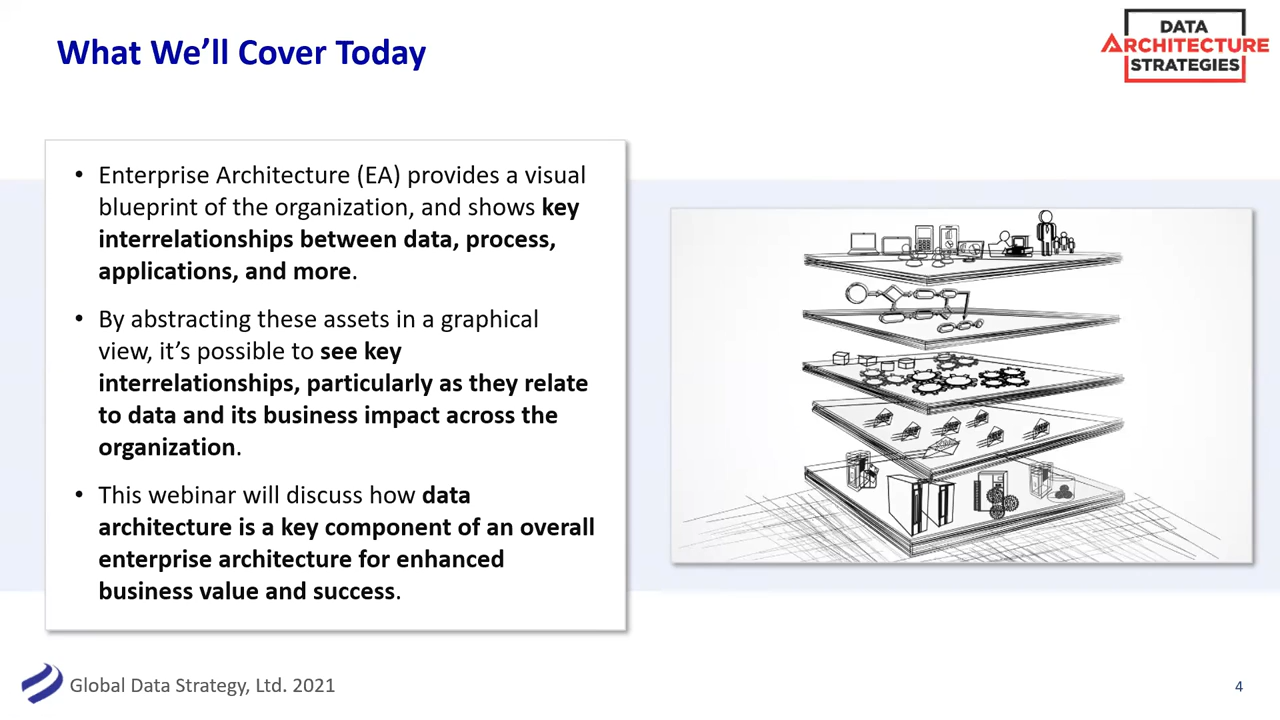 What We’ll Cover Today
DATA
ARCHITECTURE
STRATEGIES
• Enterprise Architecture (EA) provides a visual
blueprint of the organization, and shows key
interrelationships between data, process,
applications, and more.
• By abstracting these assets in a graphical
view, it’s possible to see key
interrelationships, particularly as they relate
to data and its business impact across the
organization.
• This webinar will discuss how data
architecture is a key component of an overall
enterprise architecture for enhanced
business value and success.
Global Data Strategy, Ltd. 2021
4